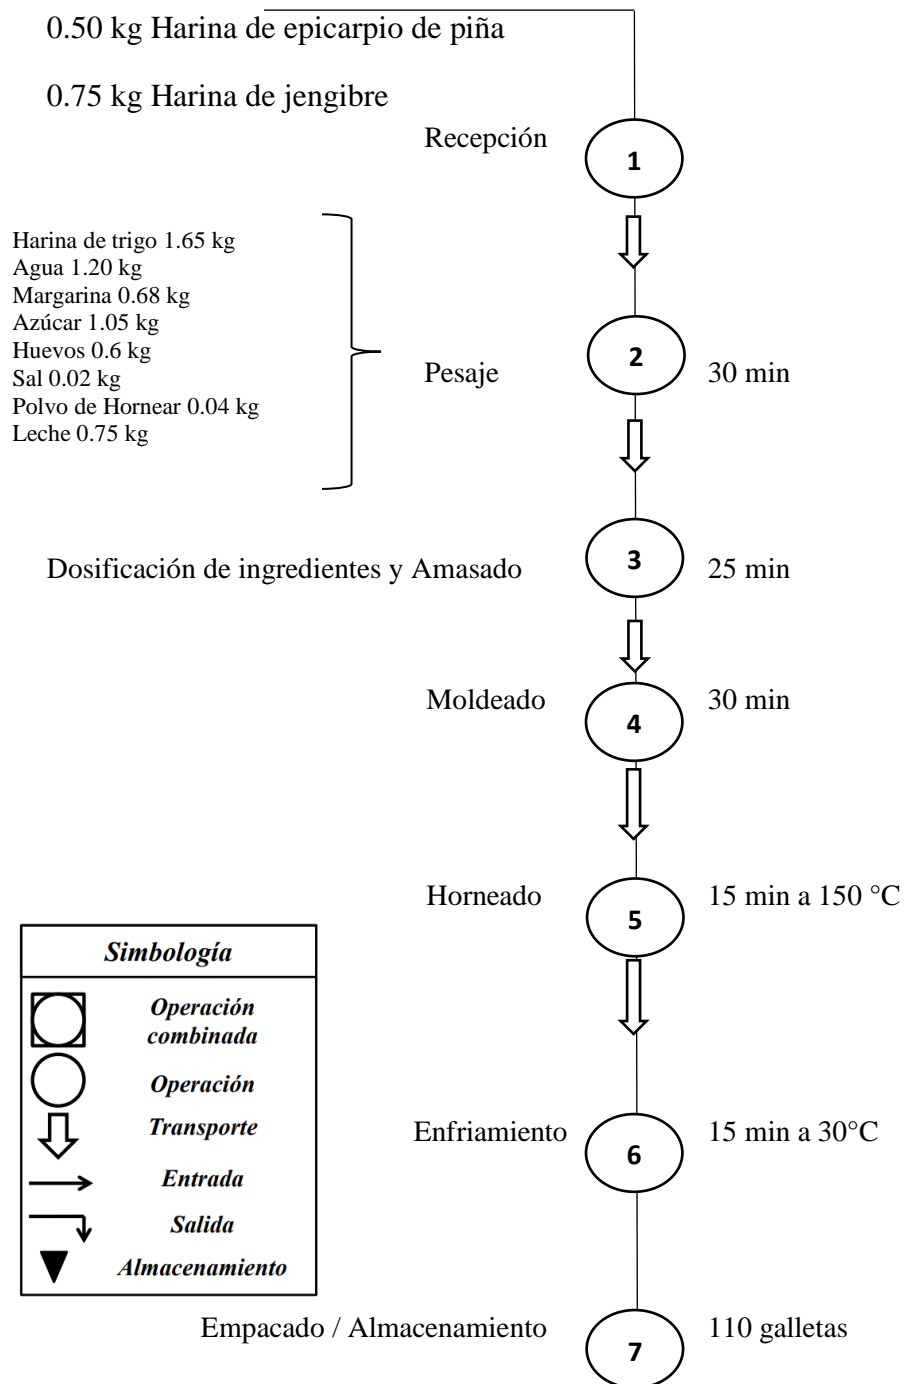 0.50 kg Harina de epicarpio de piña
0.75 kg Harina de jengibre
Recepción
1
Harina de trigo 1.65 kg
Agua 1.20 kg
Margarina 0.68 kg
Azúcar 1.05 kg
Huevos 0.6 kg
Sal 0.02 kg
Polvo de Hornear 0.04 kg
Leche 0.75 kg
Pesaje
2
30 min
Dosificación de ingredientes y Amasado
3
25 min
Moldeado
4
30 min
Horneado
5
15 min a 150 °C
Simbología
Operación
combinada
Operación
Transporte
Entrada
Salida
Almacenamiento
Enfriamiento
6
15 min a 30°C
Empacado / Almacenamiento
7
110 galletas